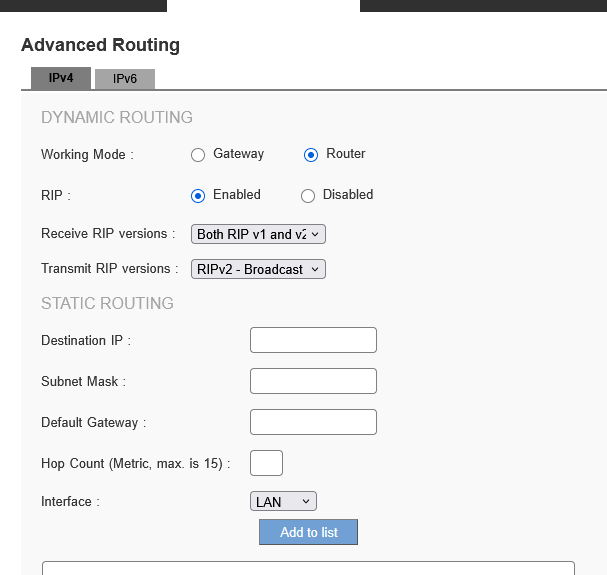 Advanced Routing
IPv4 IPv6
DYNAMIC ROUTING
Working Mode : Gateway Router
RIP : Enabled Disabled
Receive RIP versions : Both RIP v1 and v2
Transmit RIP versions : RIPv2 - Broadcast
STATIC ROUTING
Destination IP :
Subnet Mask :
Default Gateway :
Hop Count (Metric, max. is 15) :
Interface : LAN
Add to list